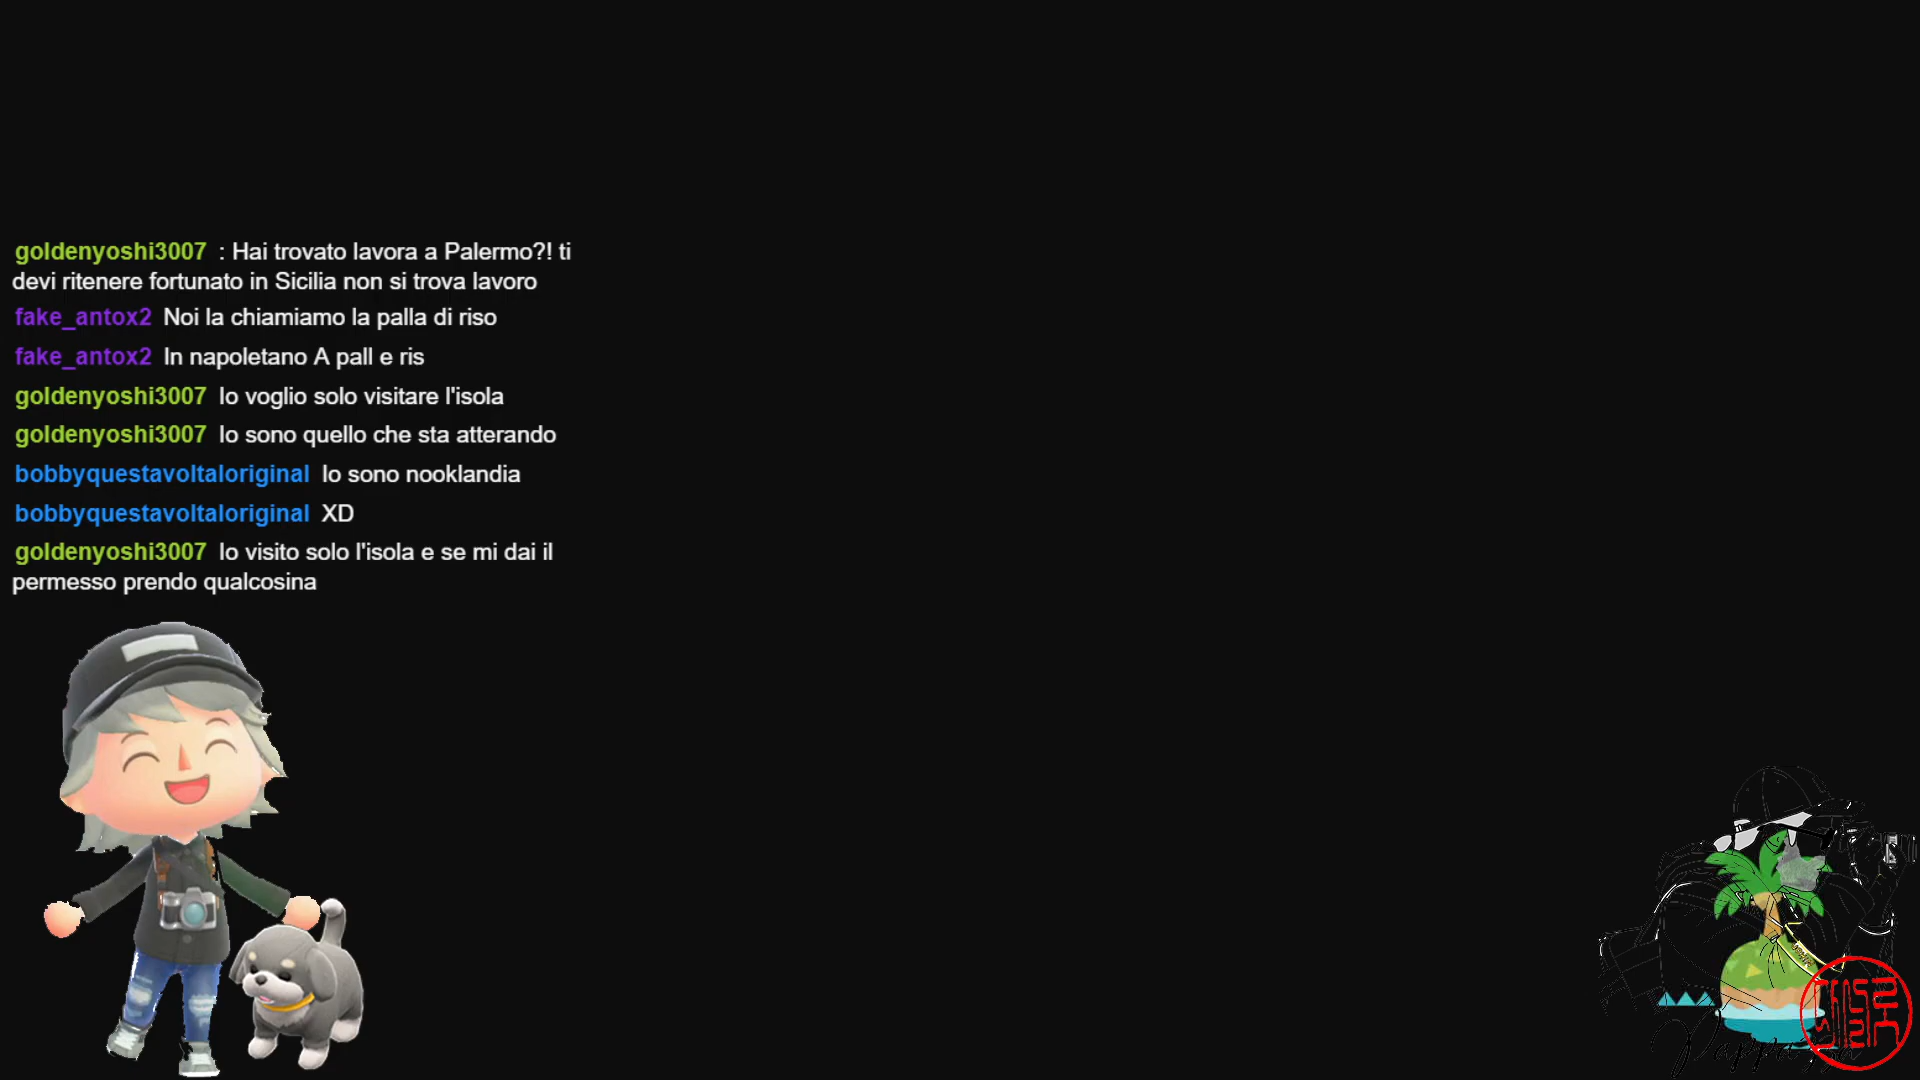 goldenyoshi3007 : Hai trovato lavora a Palermo?! ti
devi ritenere fortunato in Sicilia non si trova lavoro
fake_antox2 Noi la chiamiamo la palla di riso
fake_antox2 In napoletano A pall e ris
goldenyoshi3007 Io voglio solo visitare l'isola
goldenyoshi3007 Io sono quello che sta atterando
bobbyquestavoltaloriginal Io sono nooklandia
bobbyquestavoltaloriginal XD
goldenyoshi3007 Io visito solo l'isola e se mi dai il
permesso prendo qualcosina